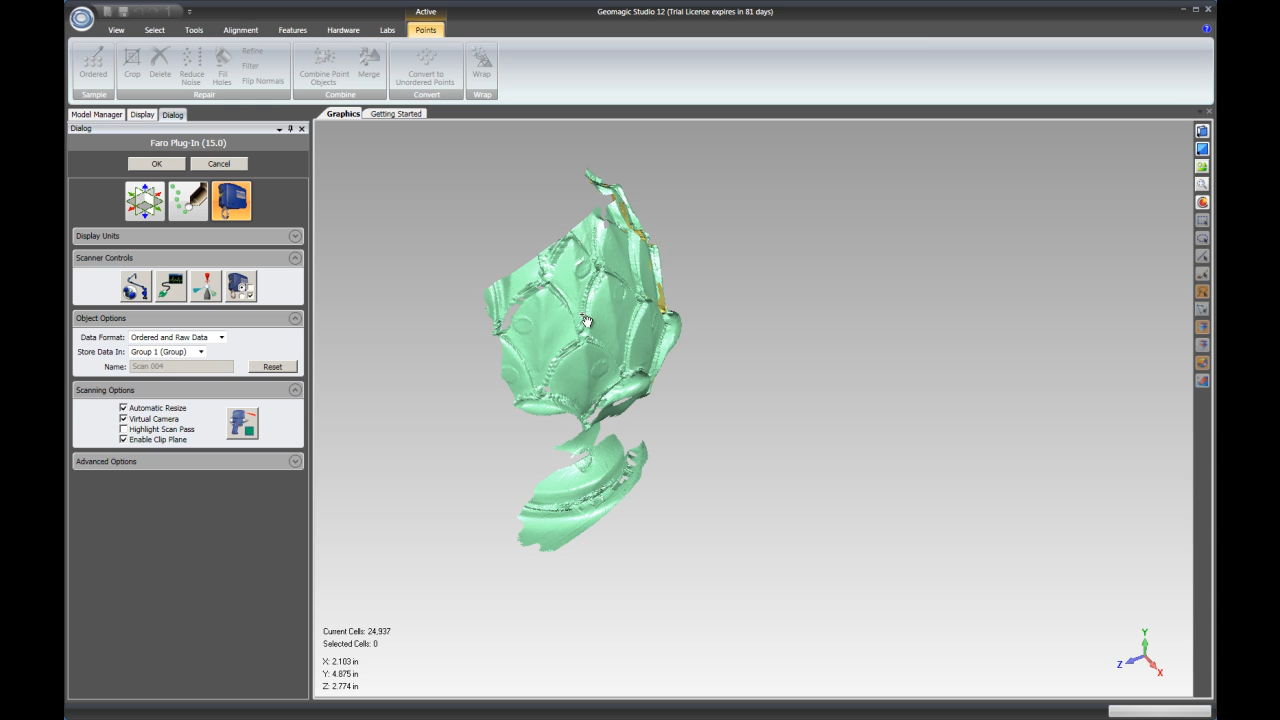 Active
Geomagic Studio 12 (Trial License expires in 81 days)
View
Select
Tools
Alignment
Features
Hardware
Labs
Points
Ordered
Crop
Delete
Reduce Noise
Fill Holes
Refine
Filter
Flip Normals
Combine Point Objects
Merge
Convert to Unordered Points
Wrap
Sample
Repair
Combine
Convert
Wrap
Model Manager
Display
Dialog
Graphics
Getting Started
Dialog
Faro Plug-In (15.0)
OK
Cancel
Display Units
Scanner Controls
Object Options
Data Format: Ordered and Raw Data
Store Data In: Group 1 (Group)
Name: Scan 004
Reset
Scanning Options
Automatic Resize
Virtual Camera
Highlight Scan Pass
Enable Clip Plane
Advanced Options
Current Cells: 24,937
Selected Cells: 0
X: 2.103 in
Y: 4.875 in
Z: 2.774 in
Y
Z
X